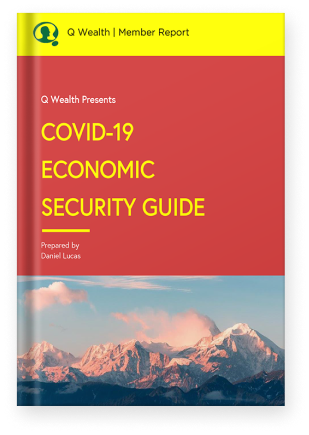 Q Wealth | Member Report
Q Wealth Presents
COVID-19
ECONOMIC
SECURITY GUIDE
Prepared by
Daniel Lucas